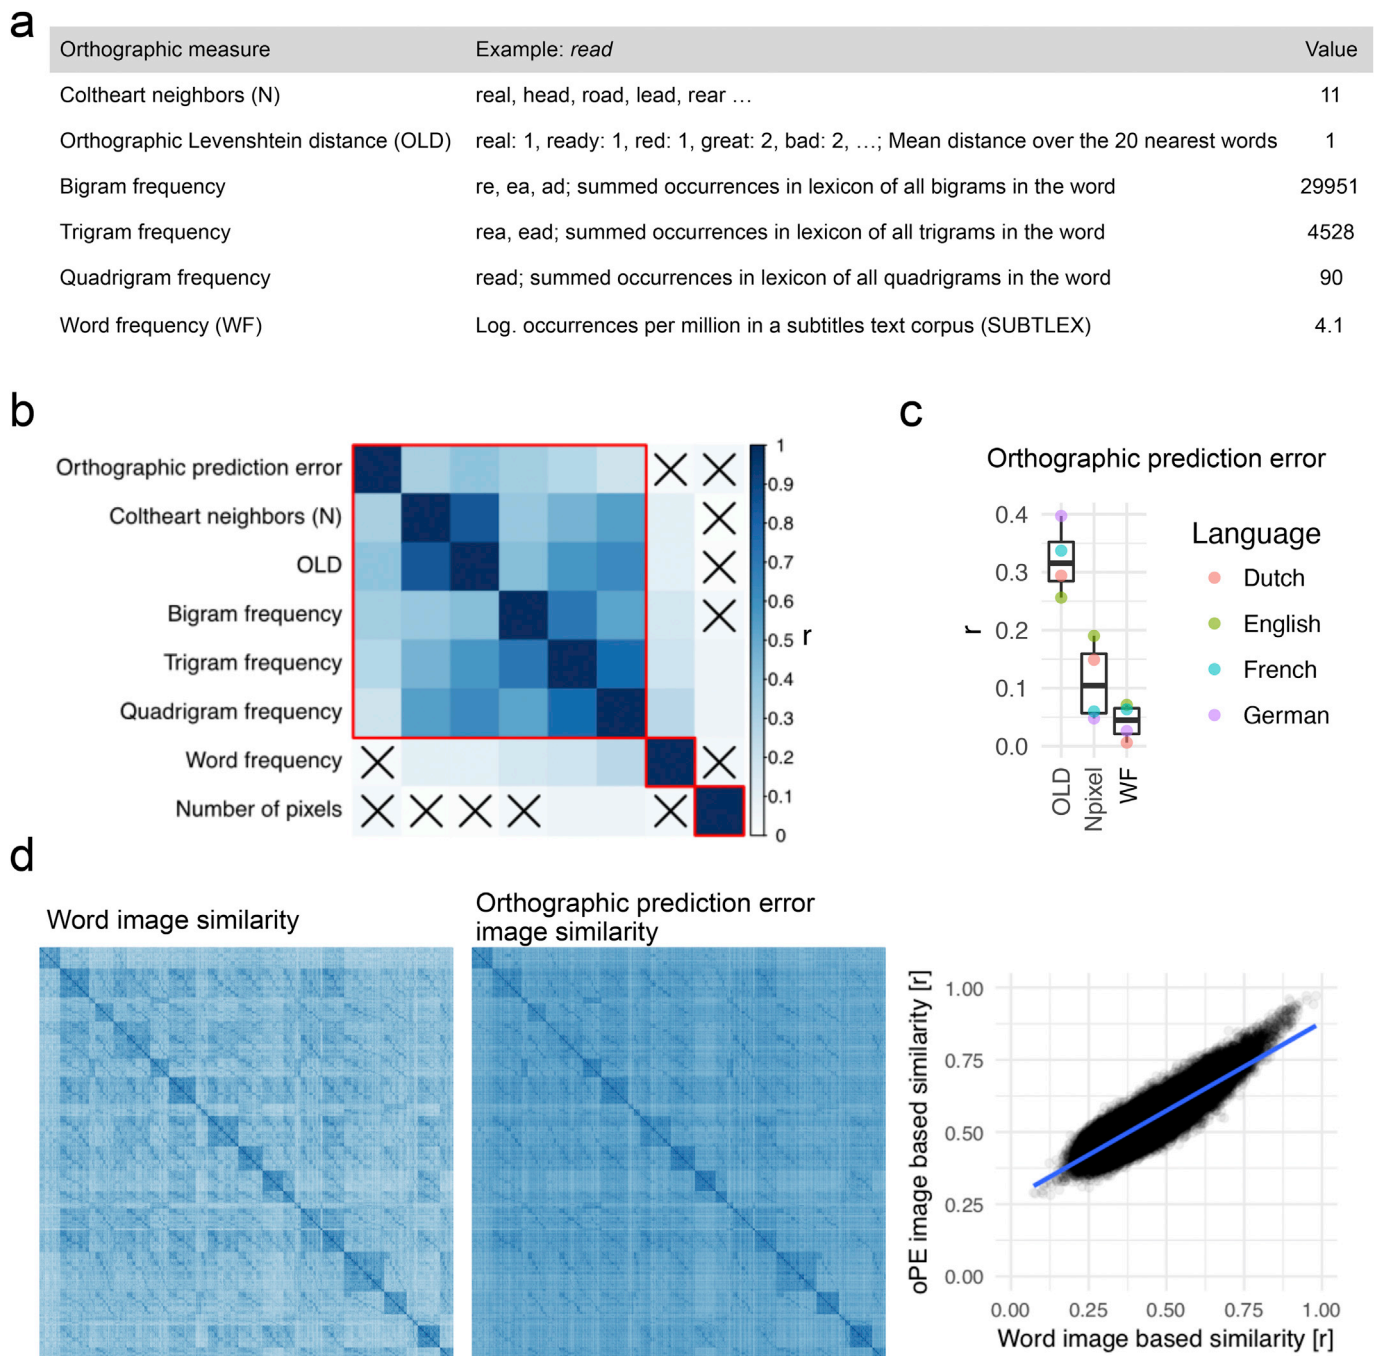 a
Orthographic measure Example: read Value
Coltheart neighbors (N) real, head, road, lead, rear … 11
Orthographic Levenshtein distance (OLD) real: 1, ready: 1, red: 1, great: 2, bad: 2, …; Mean distance over the 20 nearest words 1
Bigram frequency re, ea, ad; summed occurrences in lexicon of all bigrams in the word 29951
Trigram frequency rea, ead; summed occurrences in lexicon of all trigrams in the word 4528
Quadrigram frequency read; summed occurrences in lexicon of all quadrigrams in the word 90
Word frequency (WF) Log. occurrences per million in a subtitles text corpus (SUBTLEX) 4.1
b
Orthographic prediction error
Coltheart neighbors (N)
OLD
Bigram frequency
Trigram frequency
Quadrigram frequency
Word frequency
Number of pixels
1
0.9
0.8
0.7
0.6
0.5
0.4
0.3
0.2
0.1
0
r
c
Orthographic prediction error
0.4
0.3
0.2
0.1
0.0
r
OLD
Npixel
WF
Language
Dutch
English
French
German
d
Word image similarity
Orthographic prediction error
image similarity
oPE image based similarity [r]
1.00
0.75
0.50
0.25
0.00
0.00 0.25 0.50 0.75 1.00
Word image based similarity [r]